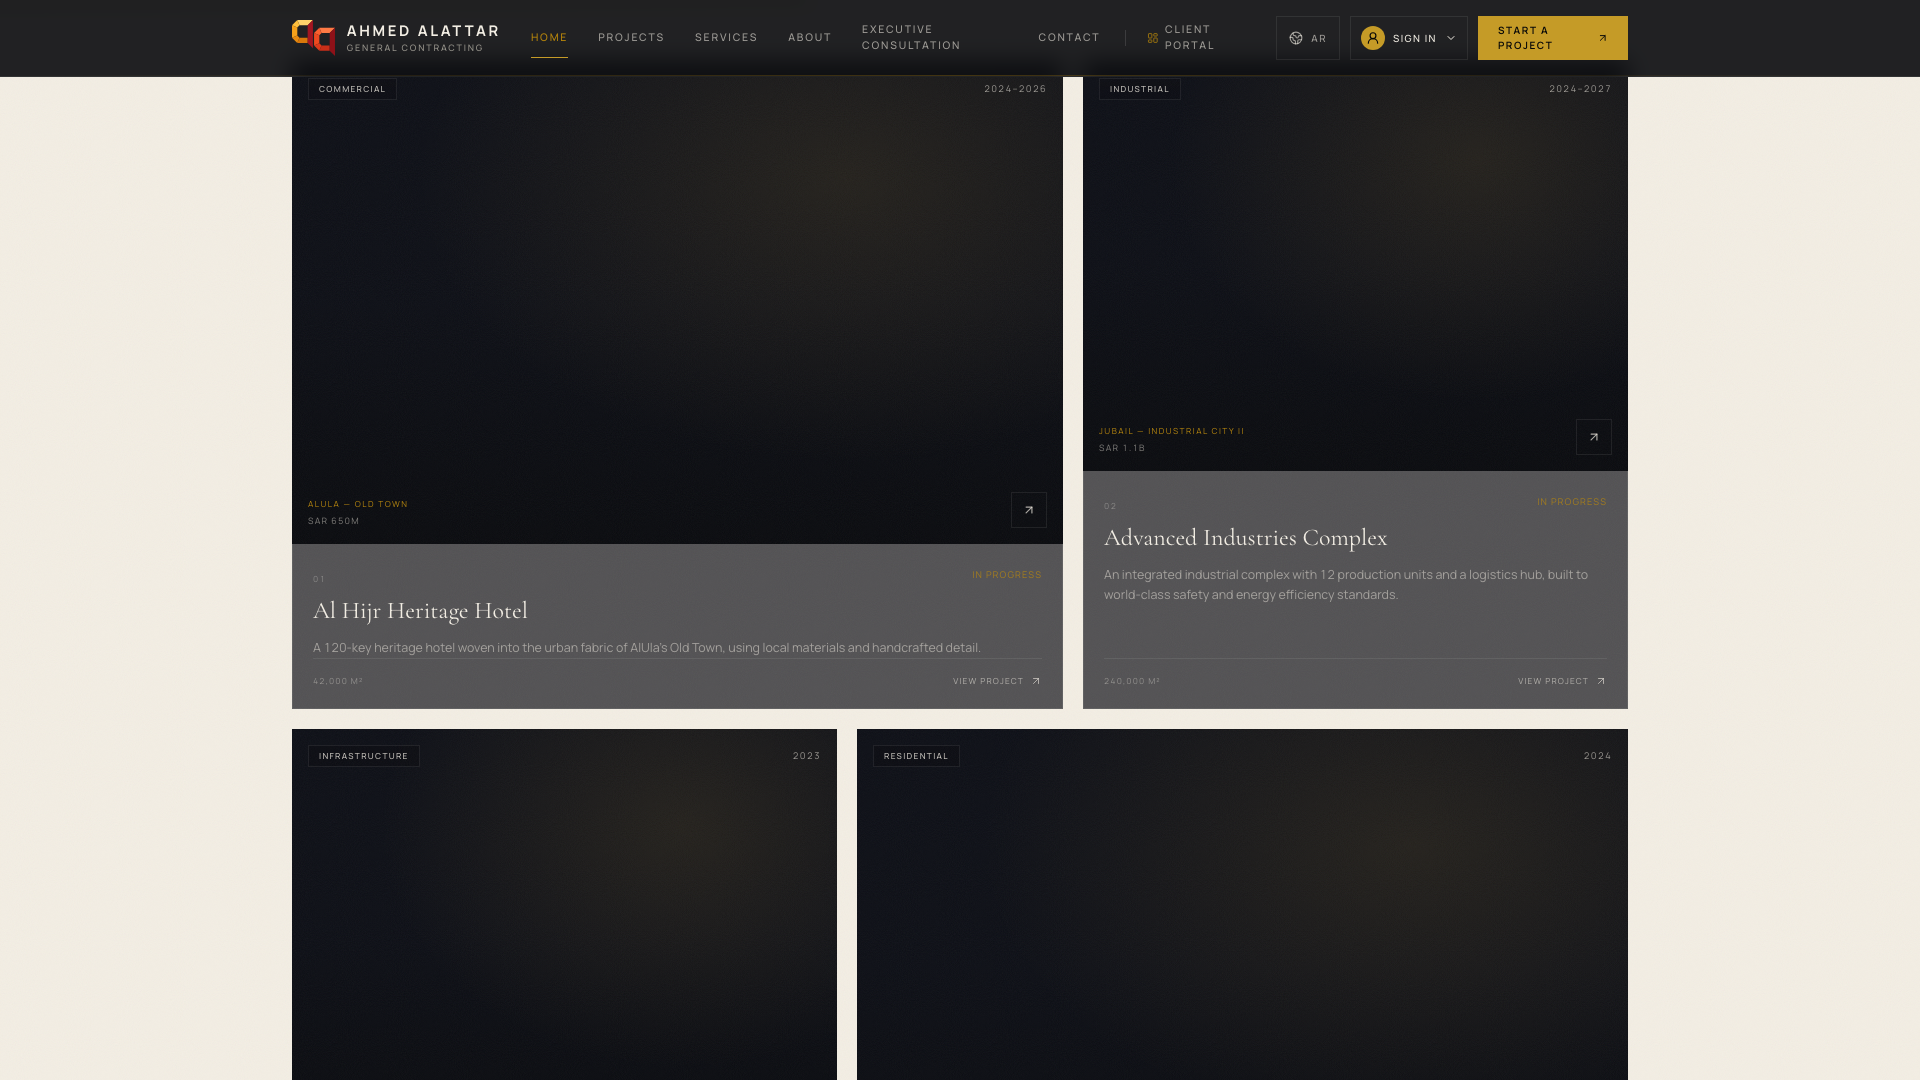 AHMED ALATTAR
GENERAL CONTRACTING
HOME
PROJECTS
SERVICES
ABOUT
EXECUTIVE
CONSULTATION
CONTACT
CLIENT
PORTAL
AR
SIGN IN
START A
PROJECT
COMMERCIAL
2024–2026
ALULA — OLD TOWN
SAR 650M
01
IN PROGRESS
Al Hijr Heritage Hotel
A 120-key heritage hotel woven into the urban fabric of AlUla's Old Town, using local materials and handcrafted detail.
42,000 M²
VIEW PROJECT
INDUSTRIAL
2024–2027
JUBAIL — INDUSTRIAL CITY II
SAR 1.1B
02
IN PROGRESS
Advanced Industries Complex
An integrated industrial complex with 12 production units and a logistics hub, built to
world-class safety and energy efficiency standards.
240,000 M²
VIEW PROJECT
INFRASTRUCTURE
2023
RESIDENTIAL
2024